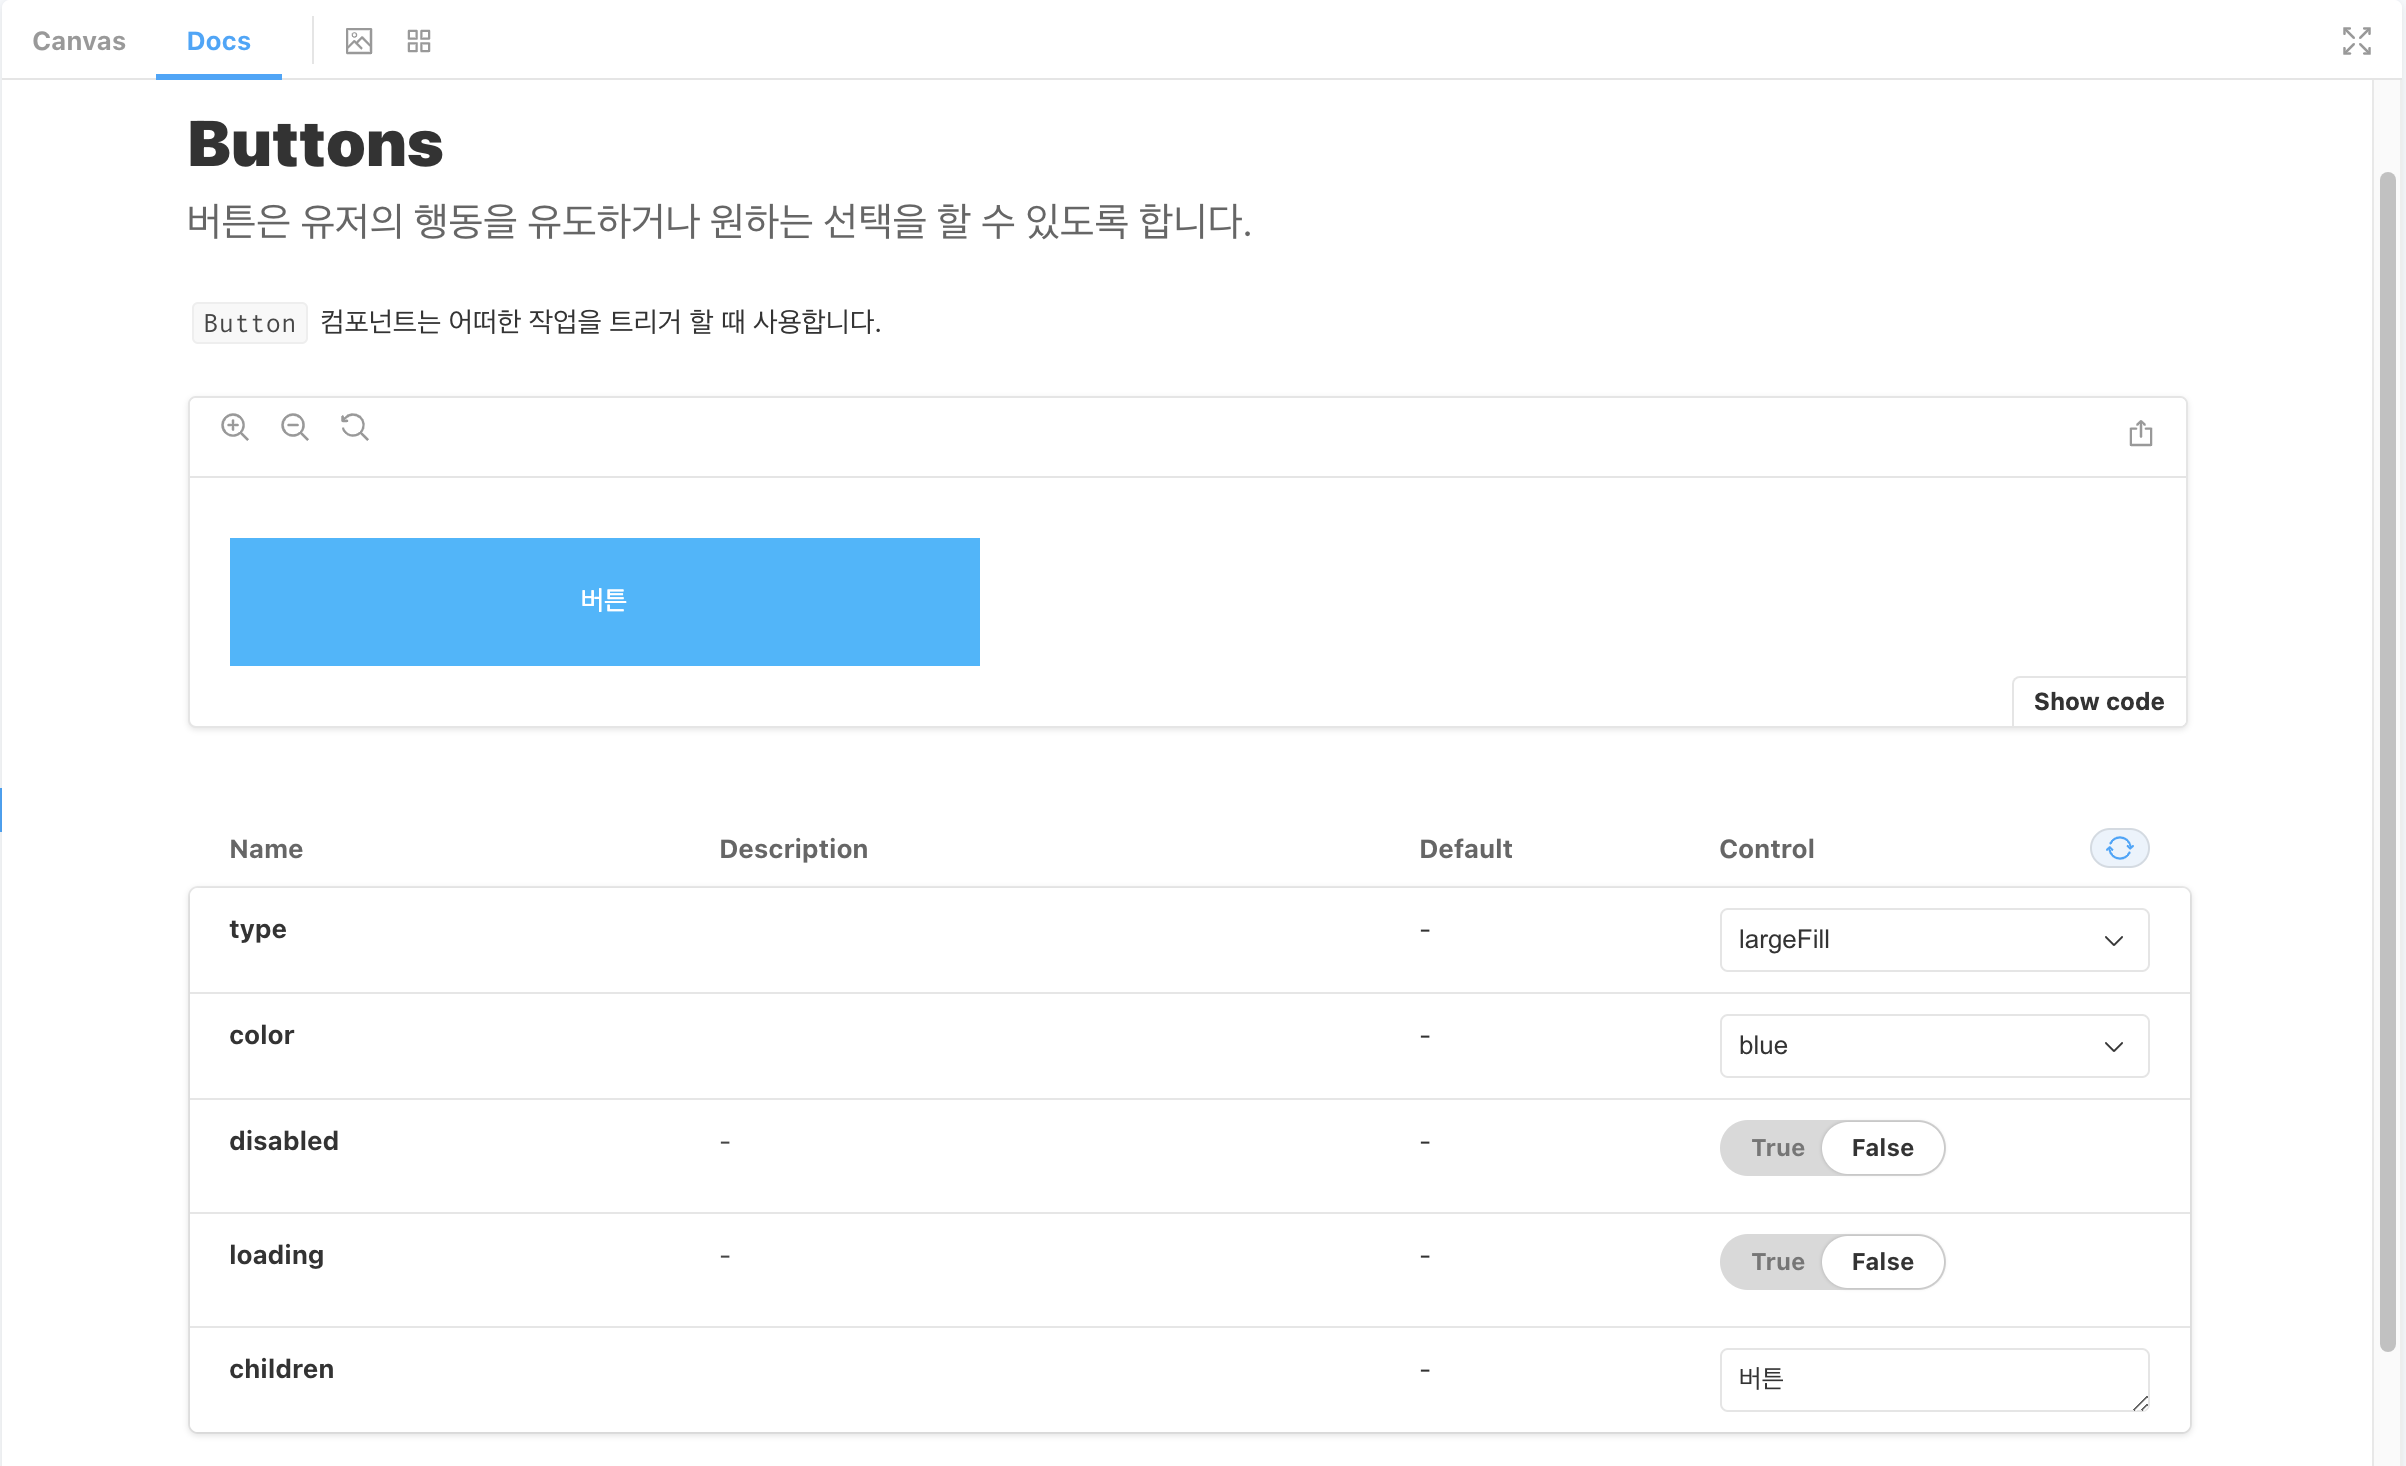 Canvas Docs
Buttons
버튼은 유저의 행동을 유도하거나 원하는 선택을 할 수 있도록 합니다.
Button 컴포넌트는 어떠한 작업을 트리거 할 때 사용합니다.
버튼
Show code
Name Description Default Control
type - largeFill
color - blue
disabled - - True False
loading - - True False
children - 버튼